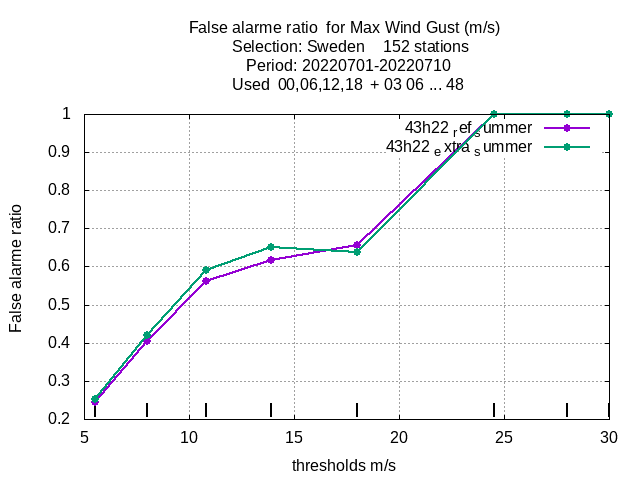 False alarme ratio  for Max Wind Gust (m/s)
Selection: Sweden    152 stations
Period: 20220701-20220710
Used  00,06,12,18  + 03 06 ... 48
43h22 ref summer
43h22 extra summer
1
0.9
0.8
0.7
0.6
0.5
0.4
0.3
0.2
False alarme ratio
5 10 15 20 25 30
thresholds m/s